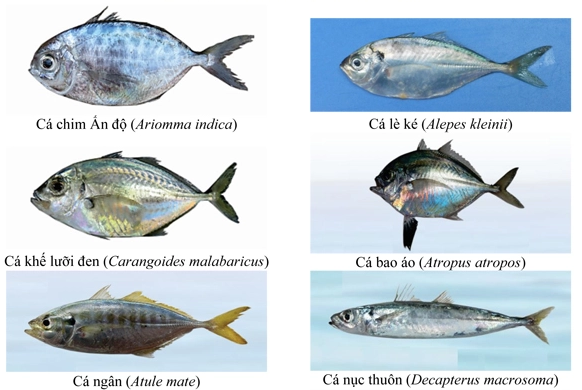 Cá chim Ấn độ (Ariomma indica)
Cá lè ké (Alepes kleinii)
Cá khế lưỡi đen (Carangoides malabaricus)
Cá bao áo (Atropus atropos)
Cá ngân (Atule mate)
Cá nục thuôn (Decapterus macrosoma)